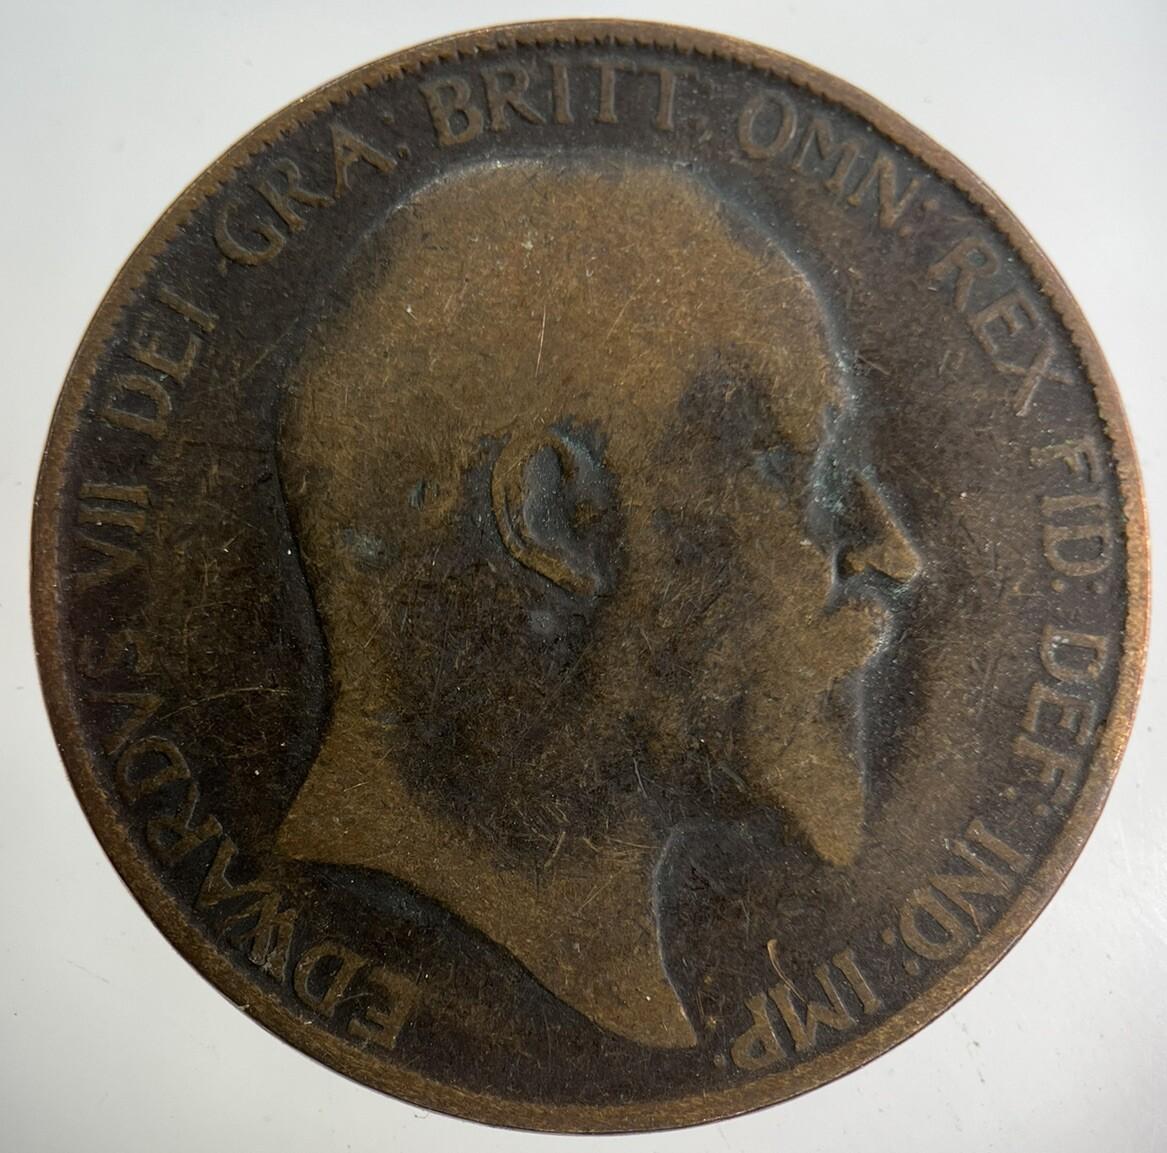 EDWARDVS VII DEI GRA: BRITT: OMN: REX FID: DEF: IND: IMP: